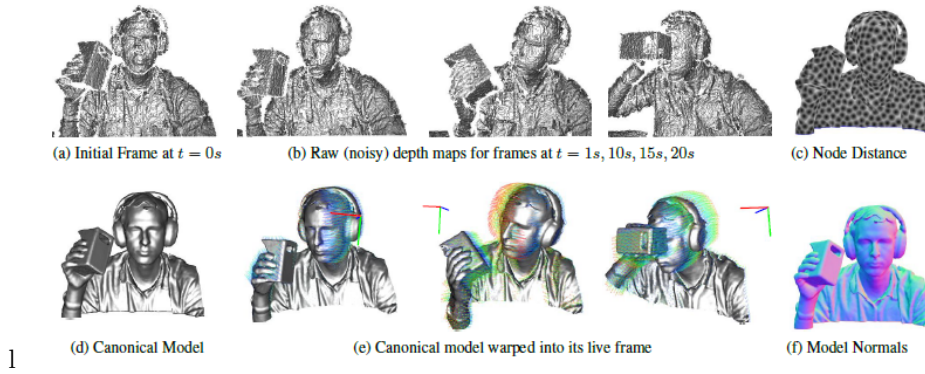 (a) Initial Frame at t = 0s
(b) Raw (noisy) depth maps for frames at t = 1s, 10s, 15s, 20s
(c) Node Distance
(d) Canonical Model
(e) Canonical model warped into its live frame
(f) Model Normals
l